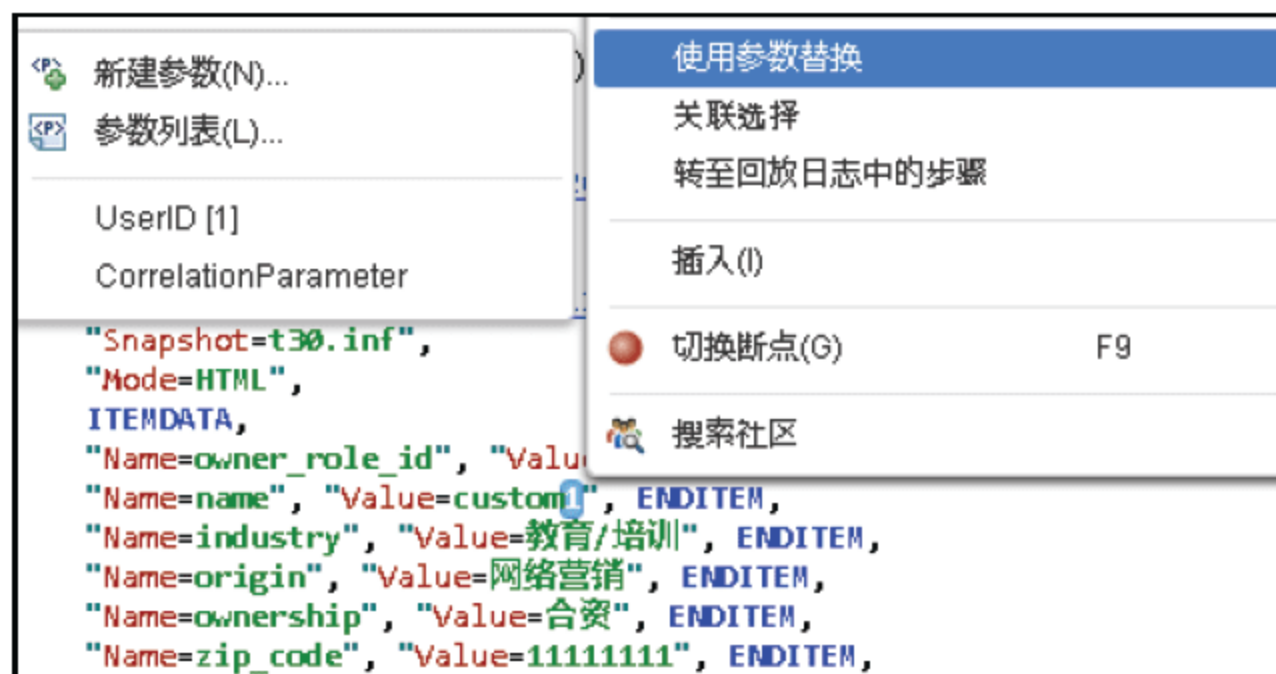 新建参数(N)...
参数列表(L)...
UserID [1]
CorrelationParameter
使用参数替换
关联选择
转至回放日志中的步骤
插入(I)
切换断点(G) F9
搜索社区
"Snapshot=t30.inf",
"Mode=HTML",
ITEMDATA,
"Name=owner_role_id", "Valu
"Name=name", "Value=custom1", ENDITEM,
"Name=industry", "Value=教育/培训", ENDITEM,
"Name=origin", "Value=网络营销", ENDITEM,
"Name=ownership", "Value=合资", ENDITEM,
"Name=zip_code", "Value=11111111", ENDITEM,